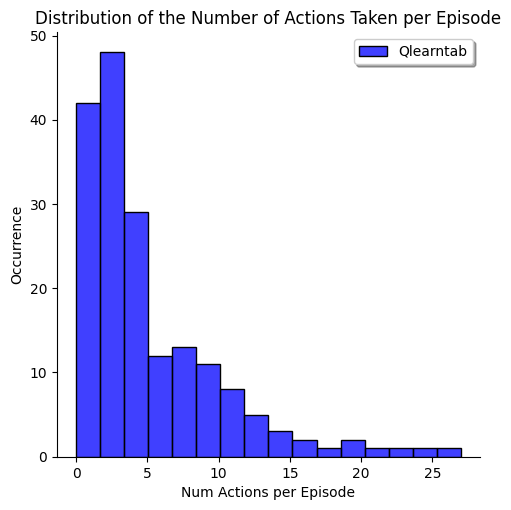 Distribution of the Number of Actions Taken per Episode
Qlearntab
50
40
30
20
10
0
Occurrence
0 5 10 15 20 25
Num Actions per Episode